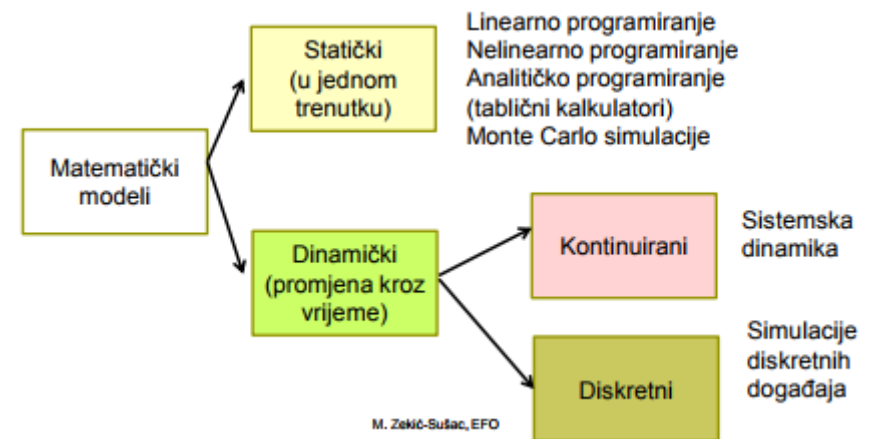 Matematički
modeli
Statički
(u jednom
trenutku)
Linearno programiranje
Nelinearno programiranje
Analitičko programiranje
(tablični kalkulatori)
Monte Carlo simulacije
Dinamički
(promjena kroz
vrijeme)
Kontinuirani
Sistemska
dinamika
Diskretni
Simulacije
diskretnih
događaja
M. Zekić-Sušac, EFO